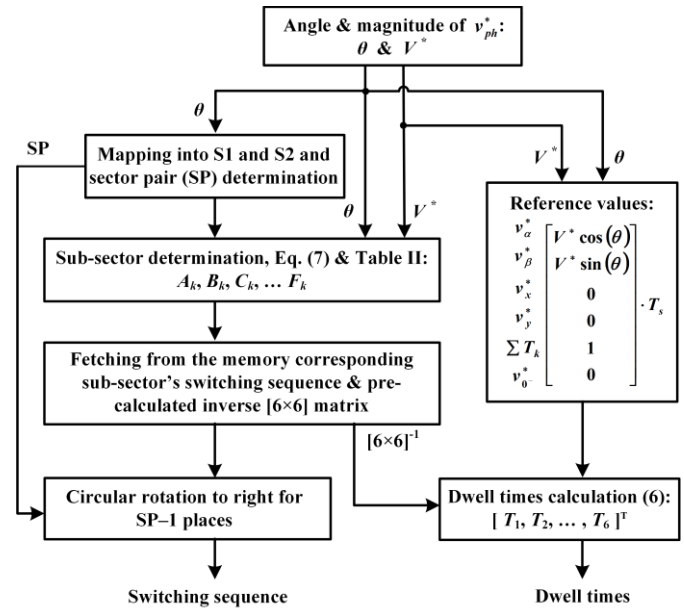 Angle & magnitude of v*ph:
θ & V*
θ
SP
Mapping into S1 and S2 and
sector pair (SP) determination
V*
θ
θ
V*
Sub-sector determination, Eq. (7) & Table II:
Ak, Bk, Ck, … Fk
Reference values:
v*α
V* cos(θ)
v*β
V* sin(θ)
v*x
0
v*y
0
· Ts
∑ Tk
1
v*0-
0
Fetching from the memory corresponding
sub-sector's switching sequence & pre-
calculated inverse [6×6] matrix
[6×6]-1
Circular rotation to right for
SP–1 places
Dwell times calculation (6):
[ T1, T2, … , T6 ]T
Switching sequence
Dwell times